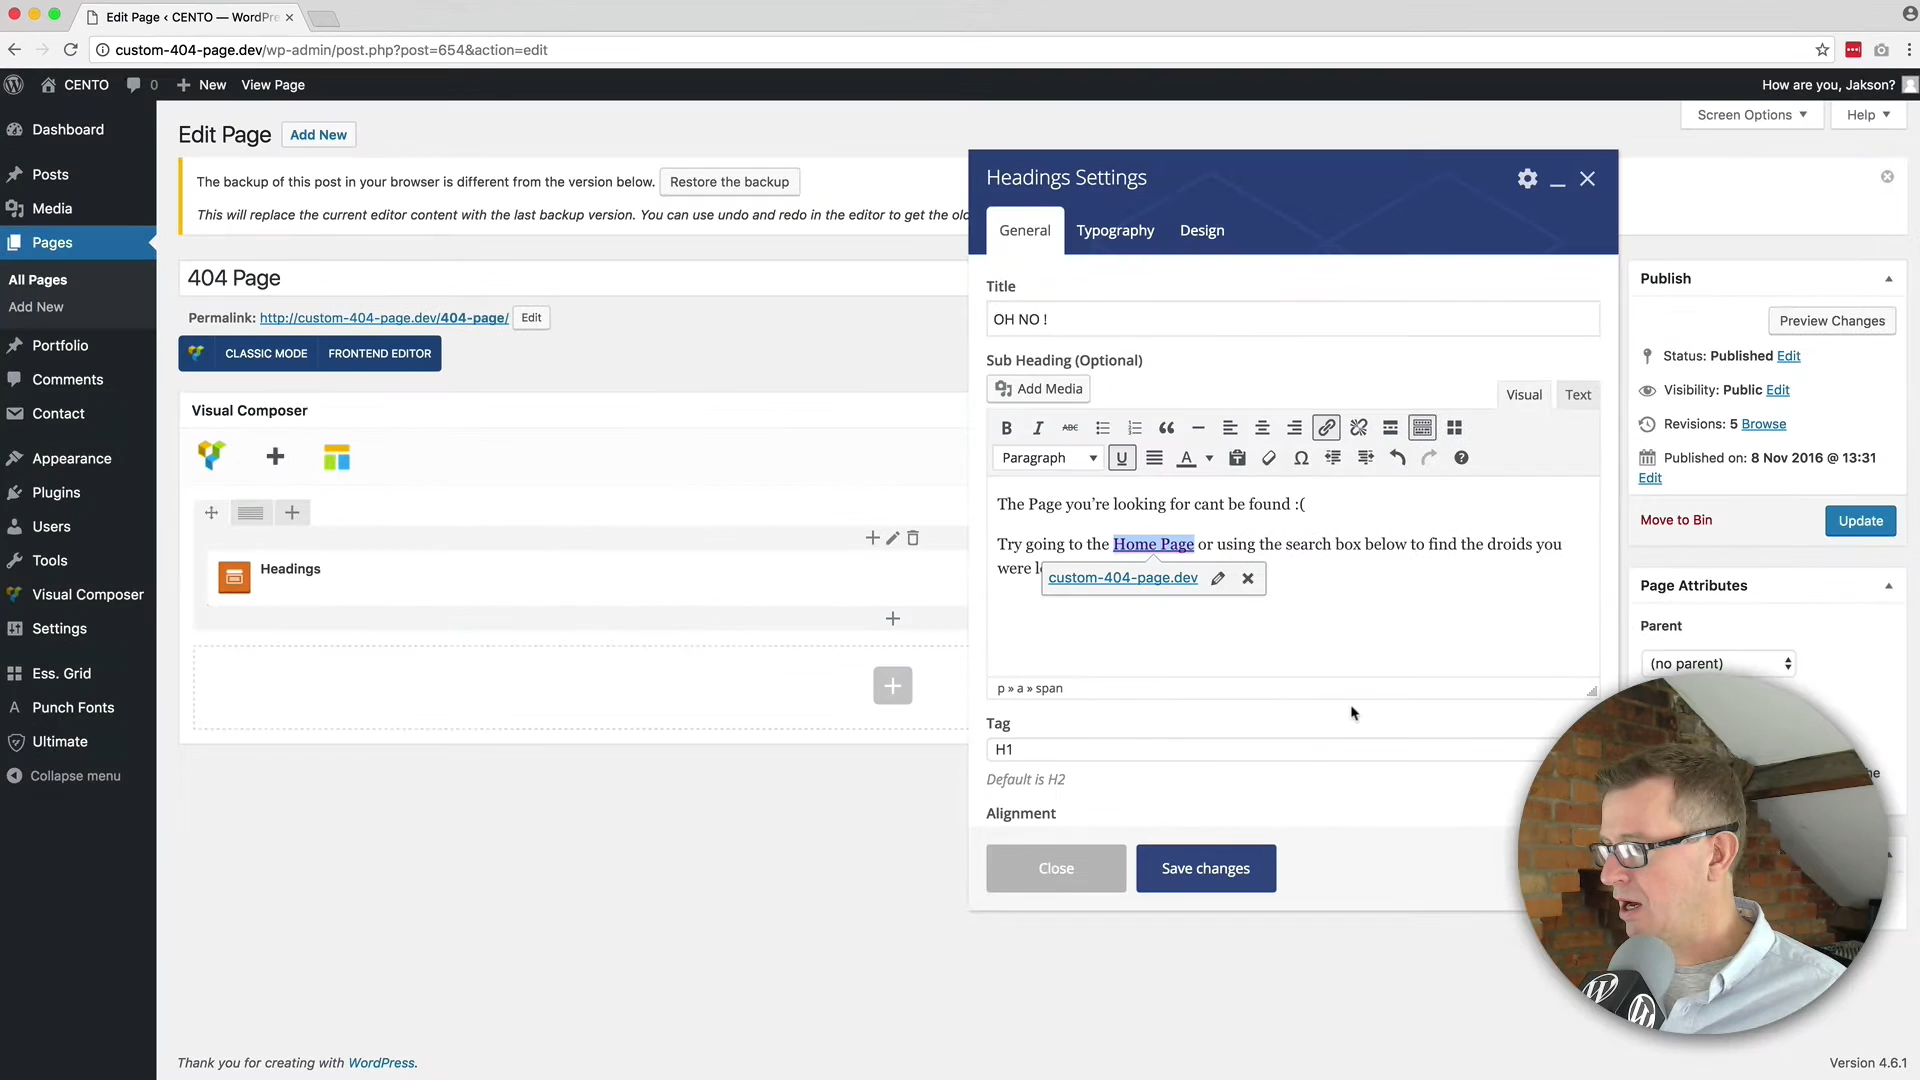 Edit Page ‹ CENTO — WordPre
custom-404-page.dev/wp-admin/post.php?post=654&action=edit
CENTO
0
New
View Page
How are you, Jakson?
Dashboard
Posts
Media
Pages
All Pages
Add New
Portfolio
Comments
Contact
Appearance
Plugins
Users
Tools
Visual Composer
Settings
Ess. Grid
Punch Fonts
Ultimate
Collapse menu
Edit Page
Add New
Screen Options
Help
The backup of this post in your browser is different from the version below.
Restore the backup
This will replace the current editor content with the last backup version. You can use undo and redo in the editor to get the old
404 Page
Permalink: http://custom-404-page.dev/404-page/
Edit
CLASSIC MODE
FRONTEND EDITOR
Visual Composer
Headings
Headings Settings
General
Typography
Design
Title
OH NO !
Sub Heading (Optional)
Add Media
Visual
Text
B I ABC
Paragraph
U
A
The Page you’re looking for cant be found :(
Try going to the Home Page or using the search box below to find the droids you
were
custom-404-page.dev
p » a » span
Tag
H1
Default is H2
Alignment
Close
Save changes
Publish
Preview Changes
Status: Published Edit
Visibility: Public Edit
Revisions: 5 Browse
Published on: 8 Nov 2016 @ 13:31
Edit
Move to Bin
Update
Page Attributes
Parent
(no parent)
Thank you for creating with WordPress.
Version 4.6.1